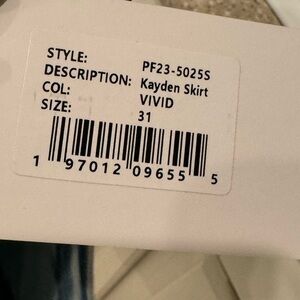 STYLE: PF23-5025S
DESCRIPTION: Kayden Skirt
COL: VIVID
SIZE: 31
1 97012 09655 5